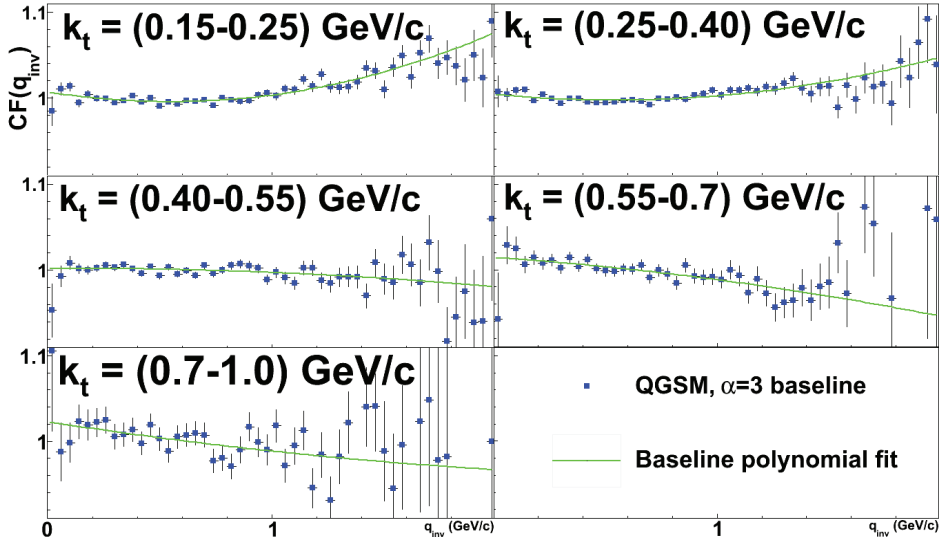 1.1
k_t = (0.15-0.25) GeV/c
k_t = (0.25-0.40) GeV/c
CF(q_inv)
1
1.1
k_t = (0.40-0.55) GeV/c
k_t = (0.55-0.7) GeV/c
1
1.1
k_t = (0.7-1.0) GeV/c
QGSM, α=3 baseline
1
Baseline polynomial fit
0
1
q_inv (GeV/c)
1
q_inv (GeV/c)